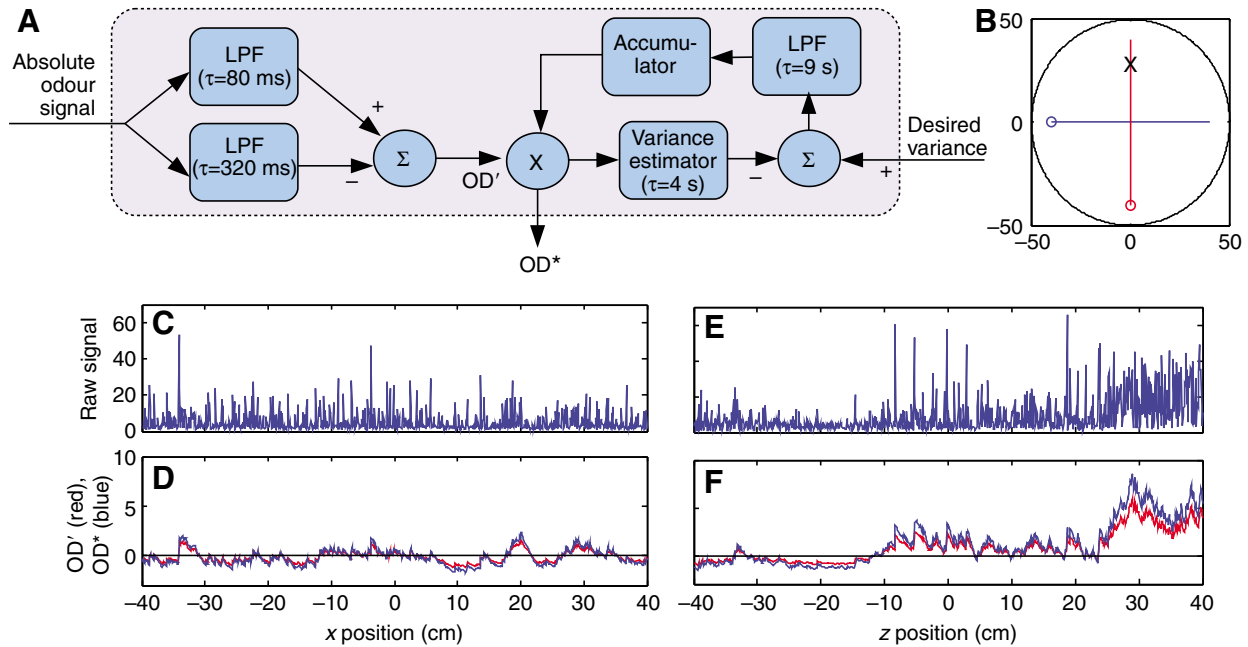 A
Absolute
odour
signal
LPF
(τ=80 ms)
LPF
(τ=320 ms)
+
–
Σ
OD′
X
OD*
Accumu-
lator
LPF
(τ=9 s)
Variance
estimator
(τ=4 s)
–
Σ
+
Desired
variance
B
50
0
–50
X
–50 0 50
C
Raw signal
60
40
20
0
E
D
OD′ (red),
OD* (blue)
10
5
0
–40 –30 –20 –10 0 10 20 30 40
x position (cm)
F
–40 –30 –20 –10 0 10 20 30 40
z position (cm)